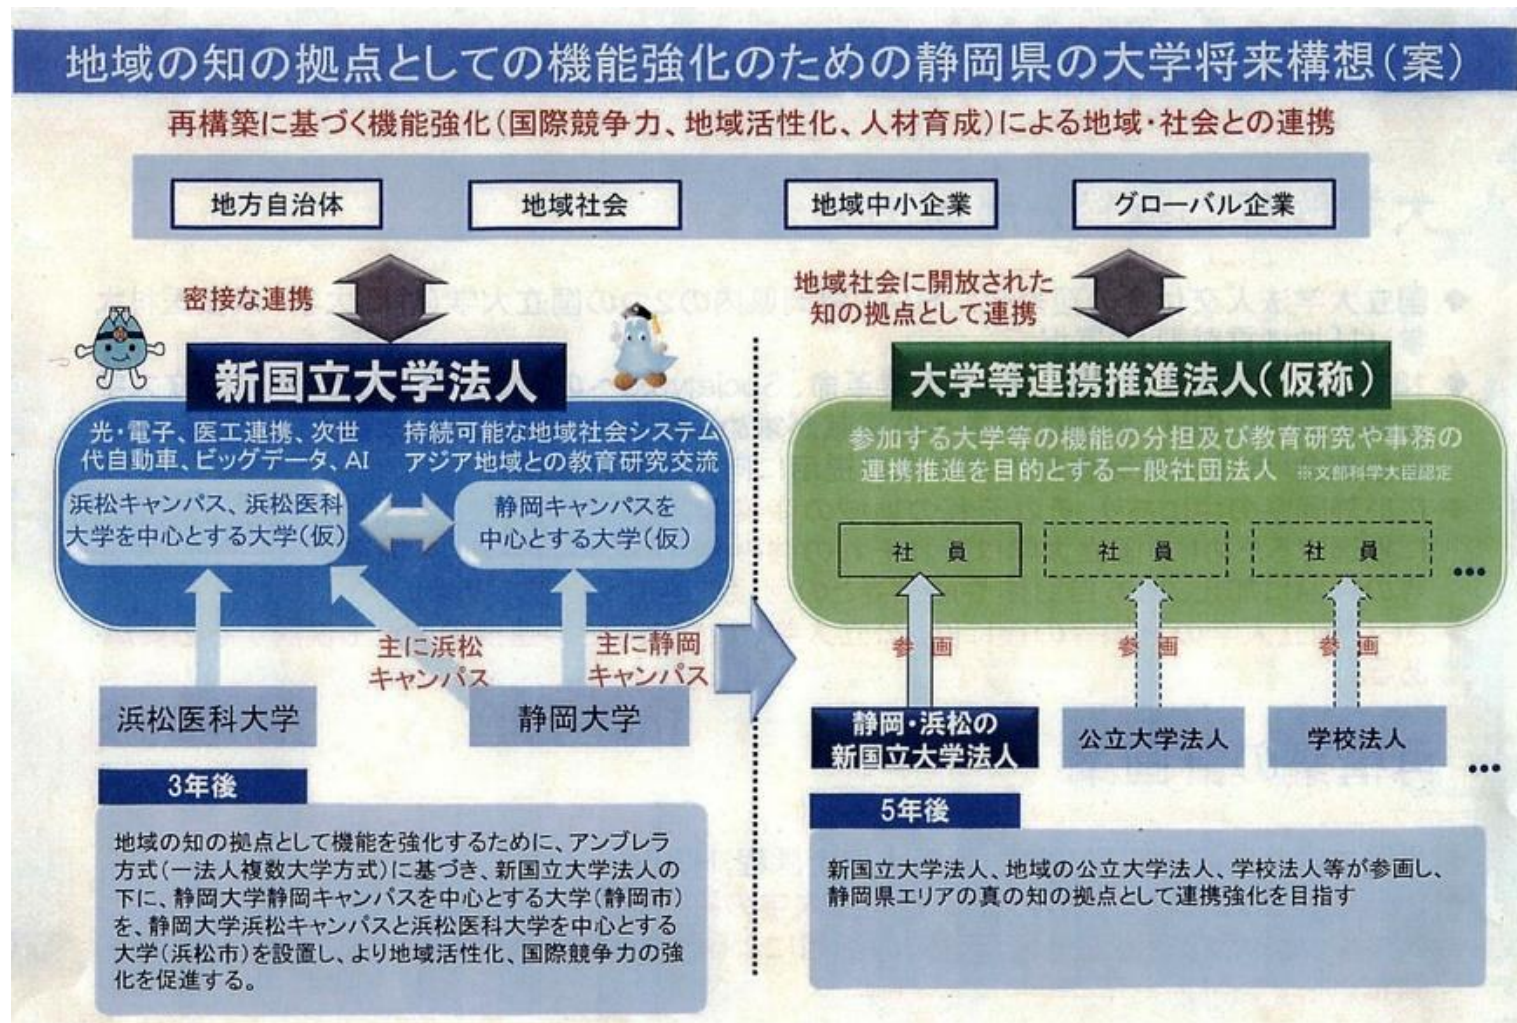 地域の知の拠点としての機能強化のための静岡県の大学将来構想(案)
再構築に基づく機能強化(国際競争力、地域活性化、人材育成)による地域・社会との連携
地方自治体
地域社会
地域中小企業
グローバル企業
密接な連携
新国立大学法人
光・電子、医工連携、次世
代自動車、ビッグデータ、AI
持続可能な地域社会システム
アジア地域との教育研究交流
浜松キャンパス、浜松医科
大学を中心とする大学(仮)
静岡キャンパスを
中心とする大学(仮)
主に浜松
キャンパス
主に静岡
キャンパス
浜松医科大学
静岡大学
3年後
地域の知の拠点として機能を強化するために、アンブレラ
方式(一法人複数大学方式)に基づき、新国立大学法人の
下に、静岡大学静岡キャンパスを中心とする大学(静岡市)
を、静岡大学浜松キャンパスと浜松医科大学を中心とする
大学(浜松市)を設置し、より地域活性化、国際競争力の強
化を促進する。
地域社会に開放された
知の拠点として連携
大学等連携推進法人(仮称)
参加する大学等の機能の分担及び教育研究や事務の
連携推進を目的とする一般社団法人 ※文部科学大臣認定
社 員
社 員
社 員
•••
参 画
参 画
参 画
静岡・浜松の
新国立大学法人
公立大学法人
学校法人
•••
5年後
新国立大学法人、地域の公立大学法人、学校法人等が参画し、
静岡県エリアの真の知の拠点として連携強化を目指す